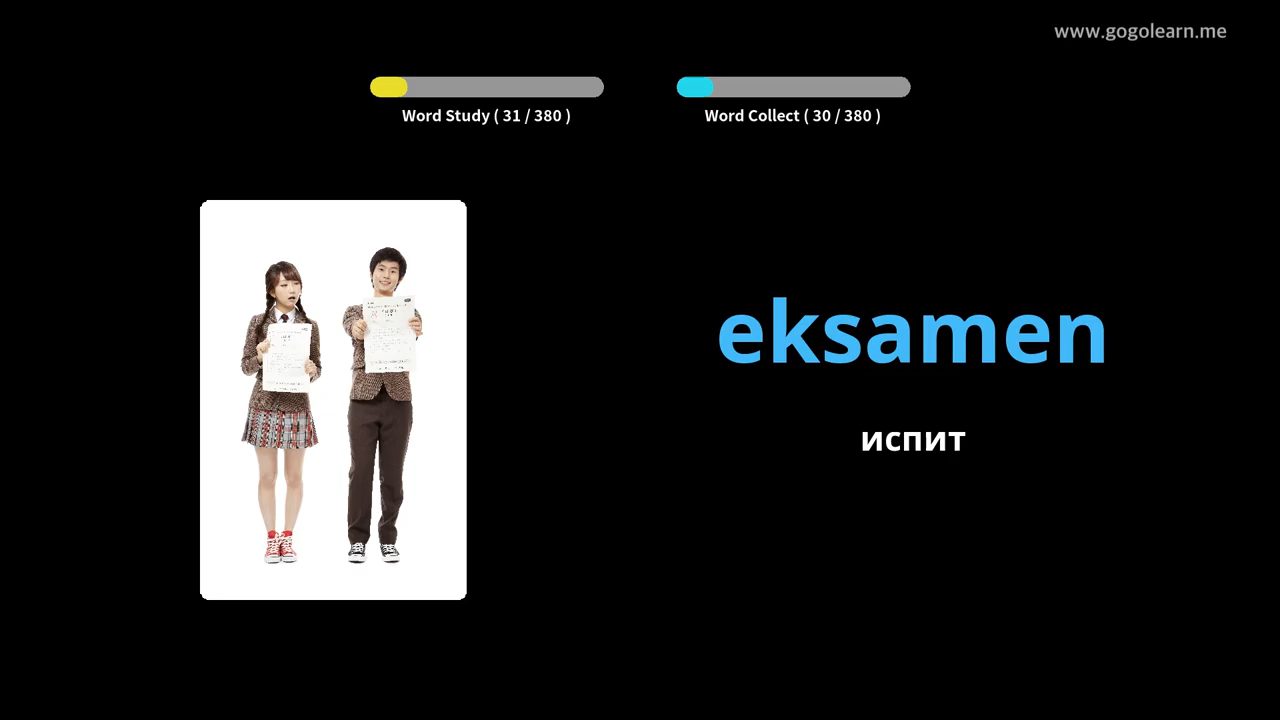 www.gogolearn.me
Word Study ( 31 / 380 )
Word Collect ( 30 / 380 )
eksamen
испит